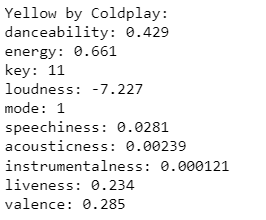 Yellow by Coldplay:
danceability: 0.429
energy: 0.661
key: 11
loudness: -7.227
mode: 1
speechiness: 0.0281
acousticness: 0.00239
instrumentalness: 0.000121
liveness: 0.234
valence: 0.285